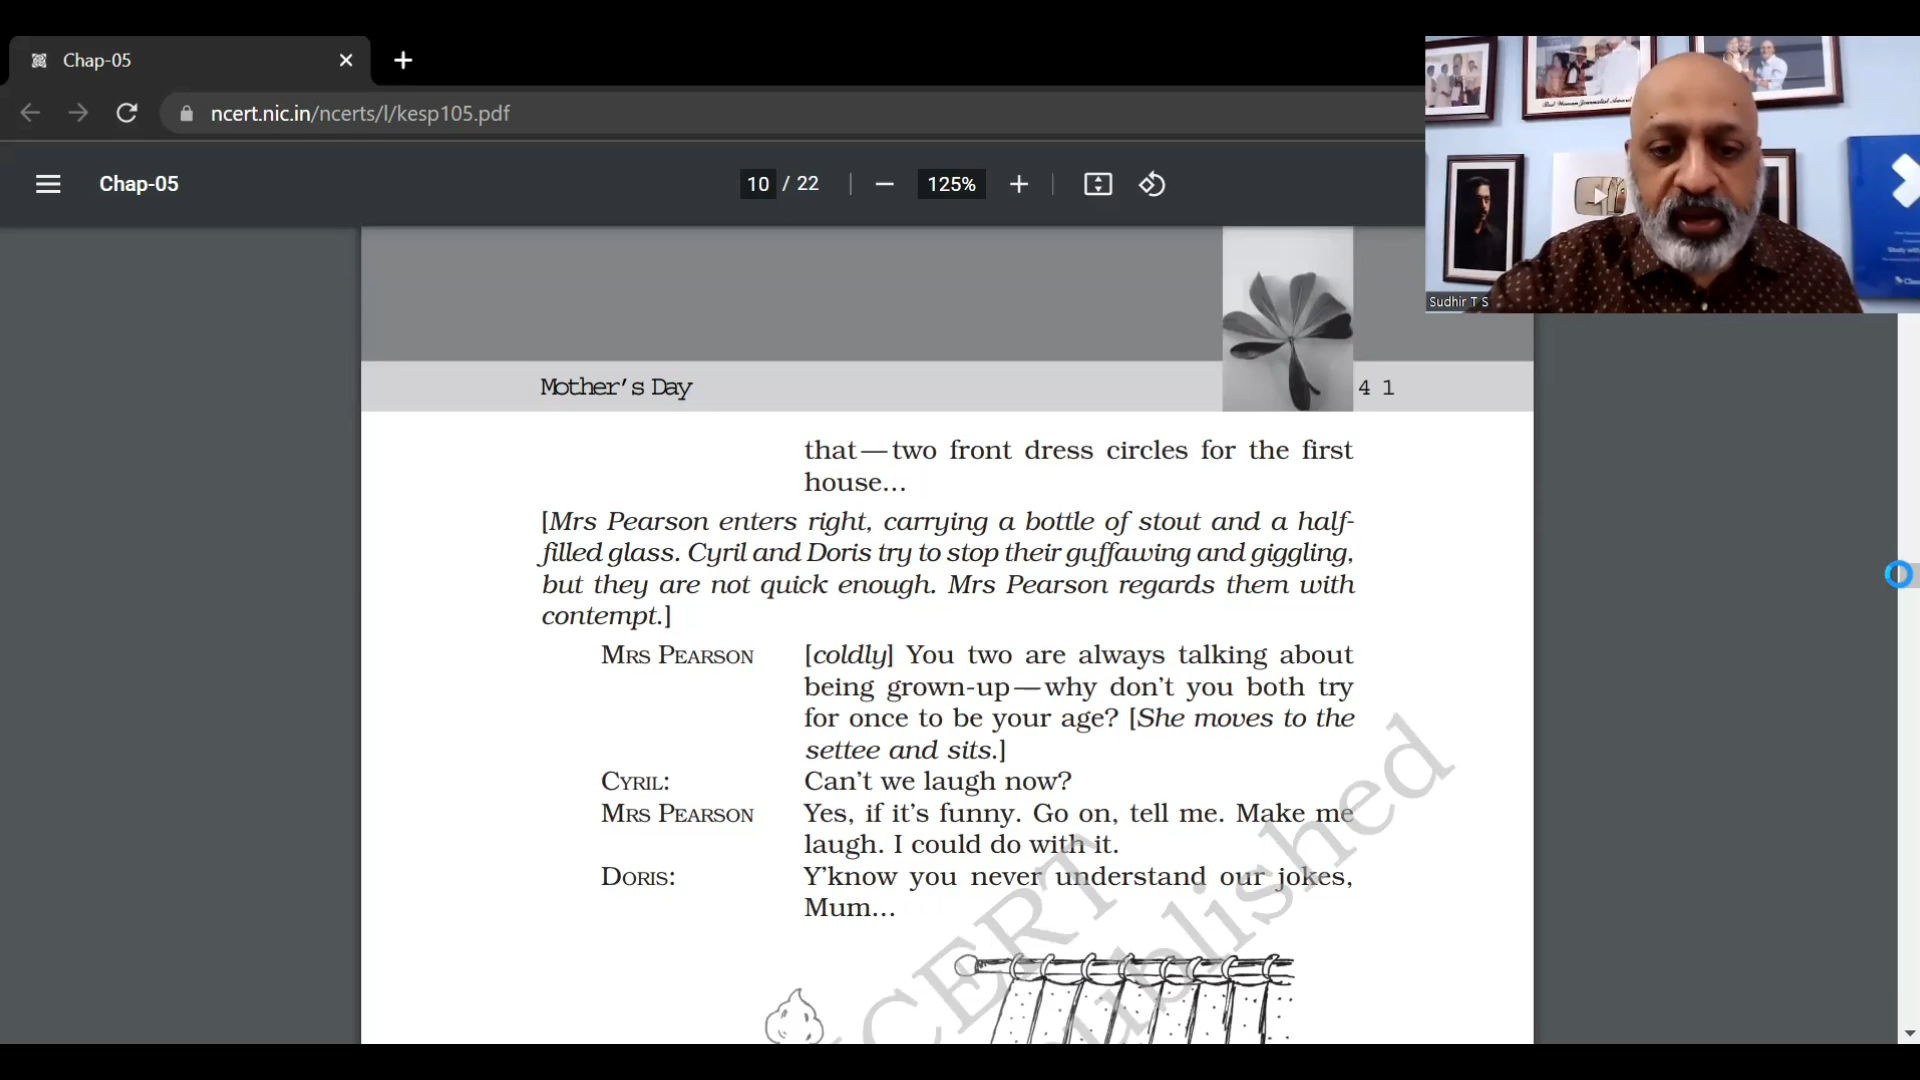 Chap-05
ncert.nic.in/ncerts/l/kesp105.pdf
Chap-05
10 / 22
125%
Sudhir T S
Mother's Day
4 1
that—two front dress circles for the first
house...
[Mrs Pearson enters right, carrying a bottle of stout and a half-
filled glass. Cyril and Doris try to stop their guffawing and giggling,
but they are not quick enough. Mrs Pearson regards them with
contempt.]
MRS PEARSON [coldly] You two are always talking about
being grown-up—why don't you both try
for once to be your age? [She moves to the
settee and sits.]
CYRIL: Can't we laugh now?
MRS PEARSON Yes, if it's funny. Go on, tell me. Make me
laugh. I could do with it.
DORIS: Y'know you never understand our jokes,
Mum...
NCERT
published